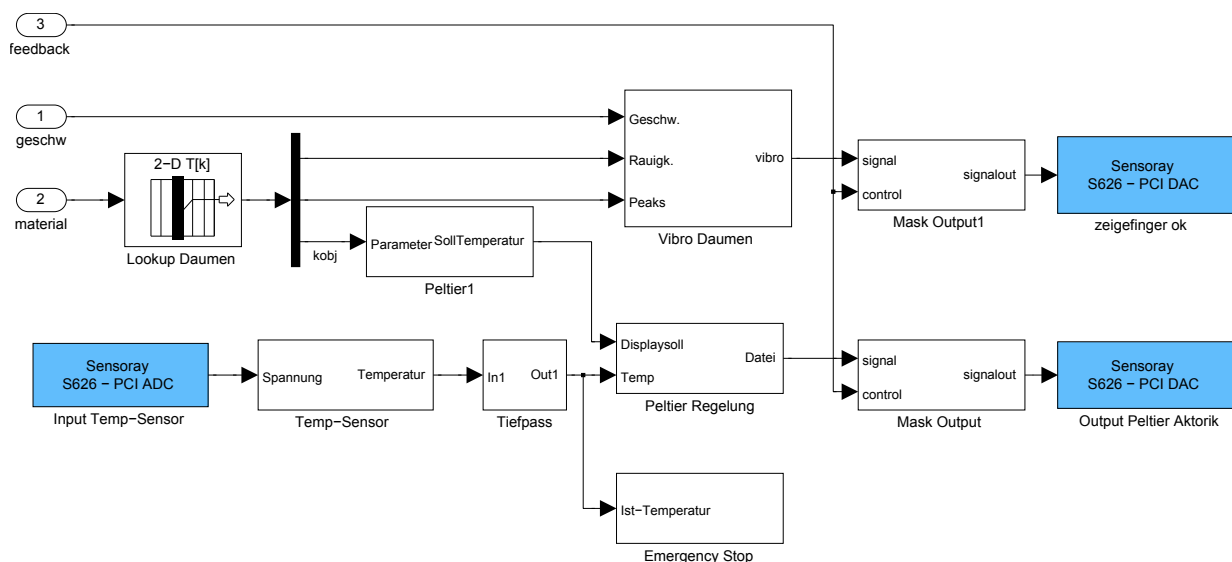 3
feedback
1
geschw
2
material
2−D T[k]
Lookup Daumen
kobj
Parameter
SollTemperatur
Peltier1
Geschw.
Rauigk.
Peaks
vibro
Vibro Daumen
signal
control
signalout
Mask Output1
Sensoray
S626 − PCI DAC
zeigefinger ok
Sensoray
S626 − PCI ADC
Input Temp−Sensor
Spannung
Temperatur
Temp−Sensor
In1
Out1
Tiefpass
Displaysoll
Temp
Datei
Peltier Regelung
signal
control
signalout
Mask Output
Sensoray
S626 − PCI DAC
Output Peltier Aktorik
Ist−Temperatur
Emergency Stop